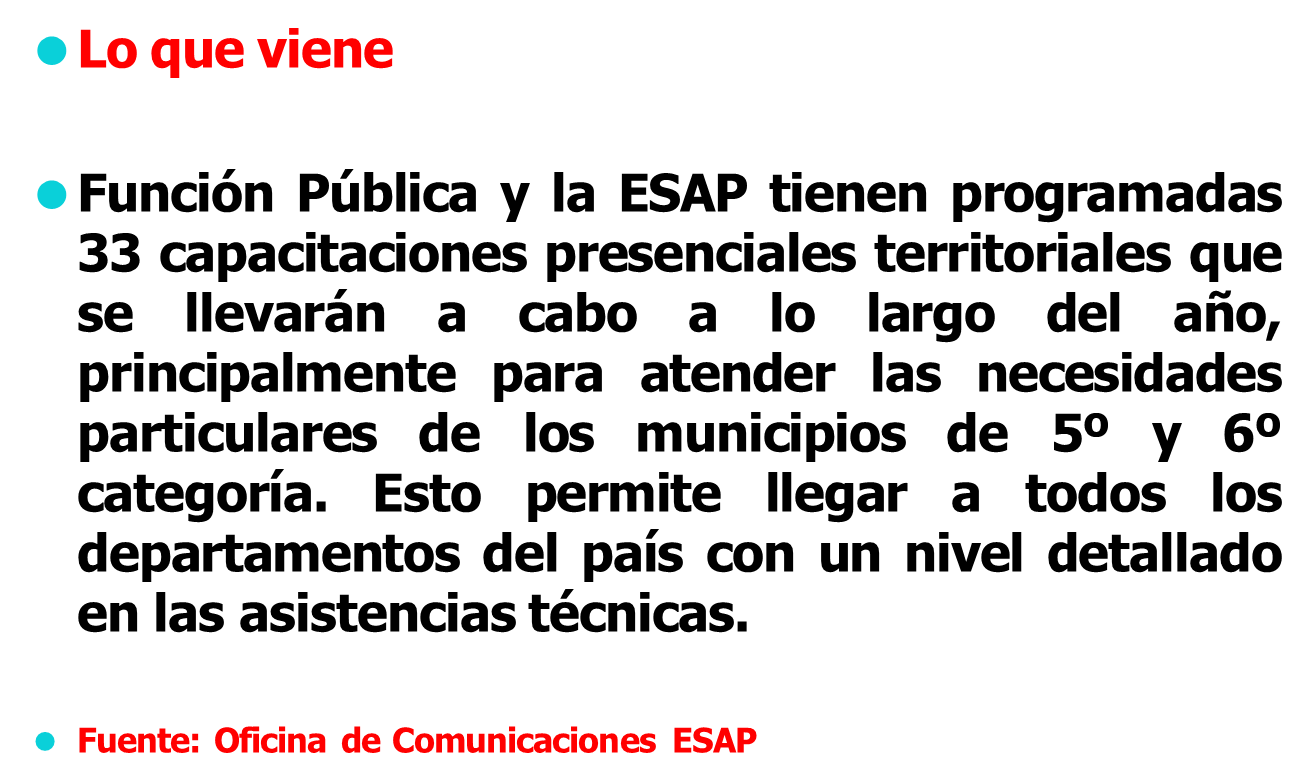 Lo que viene
Función Pública y la ESAP tienen programadas
33 capacitaciones presenciales territoriales que
se llevarán a cabo a lo largo del año,
principalmente para atender las necesidades
particulares de los municipios de 5º y 6º
categoría. Esto permite llegar a todos los
departamentos del país con un nivel detallado
en las asistencias técnicas.
Fuente: Oficina de Comunicaciones ESAP